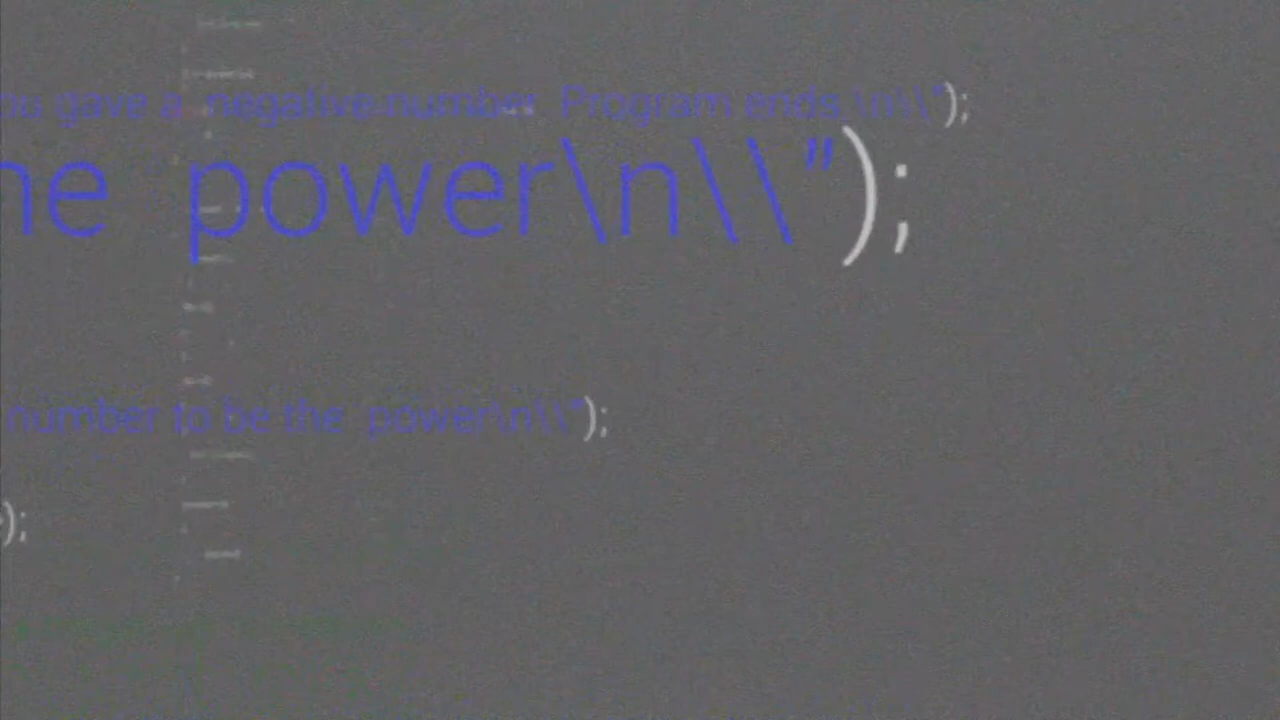 ou gave a negative number. Program ends.\n\\");
he power\n\\");
number to be the power\n\\");
);